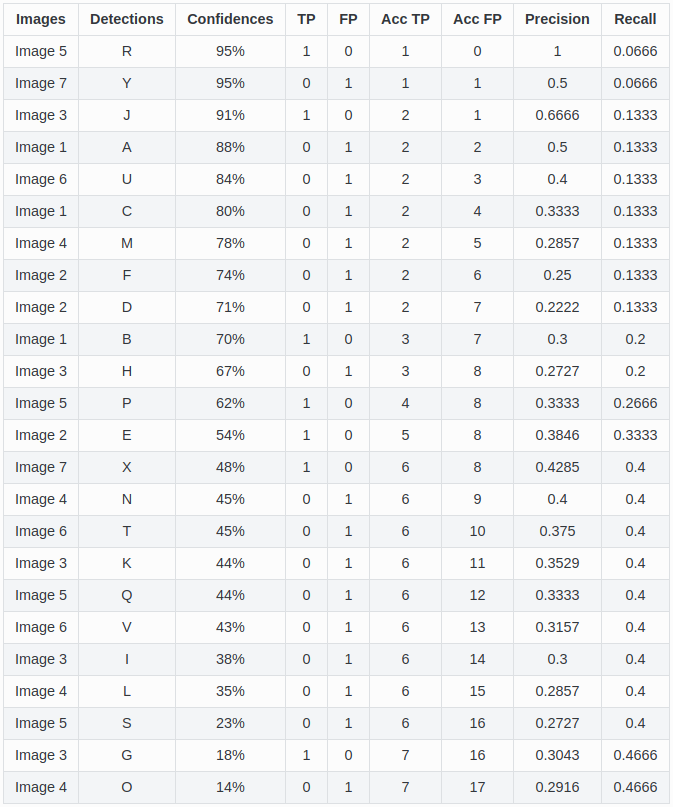 Images Detections Confidences TP FP Acc TP Acc FP Precision Recall
Image 5 R 95% 1 0 1 0 1 0.0666
Image 7 Y 95% 0 1 1 1 0.5 0.0666
Image 3 J 91% 1 0 2 1 0.6666 0.1333
Image 1 A 88% 0 1 2 2 0.5 0.1333
Image 6 U 84% 0 1 2 3 0.4 0.1333
Image 1 C 80% 0 1 2 4 0.3333 0.1333
Image 4 M 78% 0 1 2 5 0.2857 0.1333
Image 2 F 74% 0 1 2 6 0.25 0.1333
Image 2 D 71% 0 1 2 7 0.2222 0.1333
Image 1 B 70% 1 0 3 7 0.3 0.2
Image 3 H 67% 0 1 3 8 0.2727 0.2
Image 5 P 62% 1 0 4 8 0.3333 0.2666
Image 2 E 54% 1 0 5 8 0.3846 0.3333
Image 7 X 48% 1 0 6 8 0.4285 0.4
Image 4 N 45% 0 1 6 9 0.4 0.4
Image 6 T 45% 0 1 6 10 0.375 0.4
Image 3 K 44% 0 1 6 11 0.3529 0.4
Image 5 Q 44% 0 1 6 12 0.3333 0.4
Image 6 V 43% 0 1 6 13 0.3157 0.4
Image 3 I 38% 0 1 6 14 0.3 0.4
Image 4 L 35% 0 1 6 15 0.2857 0.4
Image 5 S 23% 0 1 6 16 0.2727 0.4
Image 3 G 18% 1 0 7 16 0.3043 0.4666
Image 4 O 14% 0 1 7 17 0.2916 0.4666